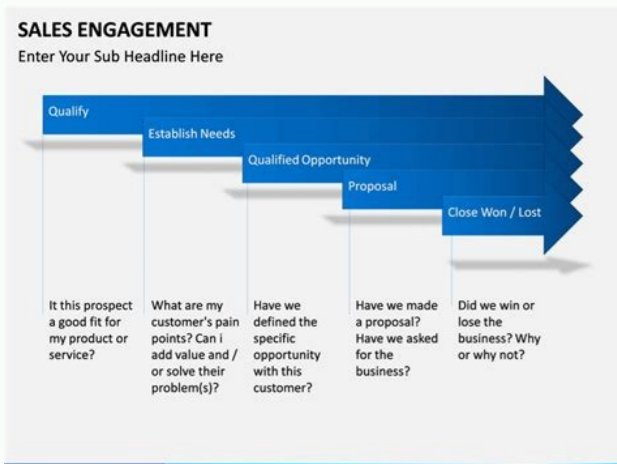 SALES ENGAGEMENT
Enter Your Sub Headline Here
Qualify
Establish Needs
Qualified Opportunity
Proposal
Close Won / Lost
It this prospect
a good fit for
my product or
service?
What are my
customer's pain
points? Can i
add value and /
or solve their
problem(s)?
Have we
defined the
specific
opportunity
with this
customer?
Have we made
a proposal?
Have we asked
for the
business?
Did we win or
lose the
business? Why
or why not?